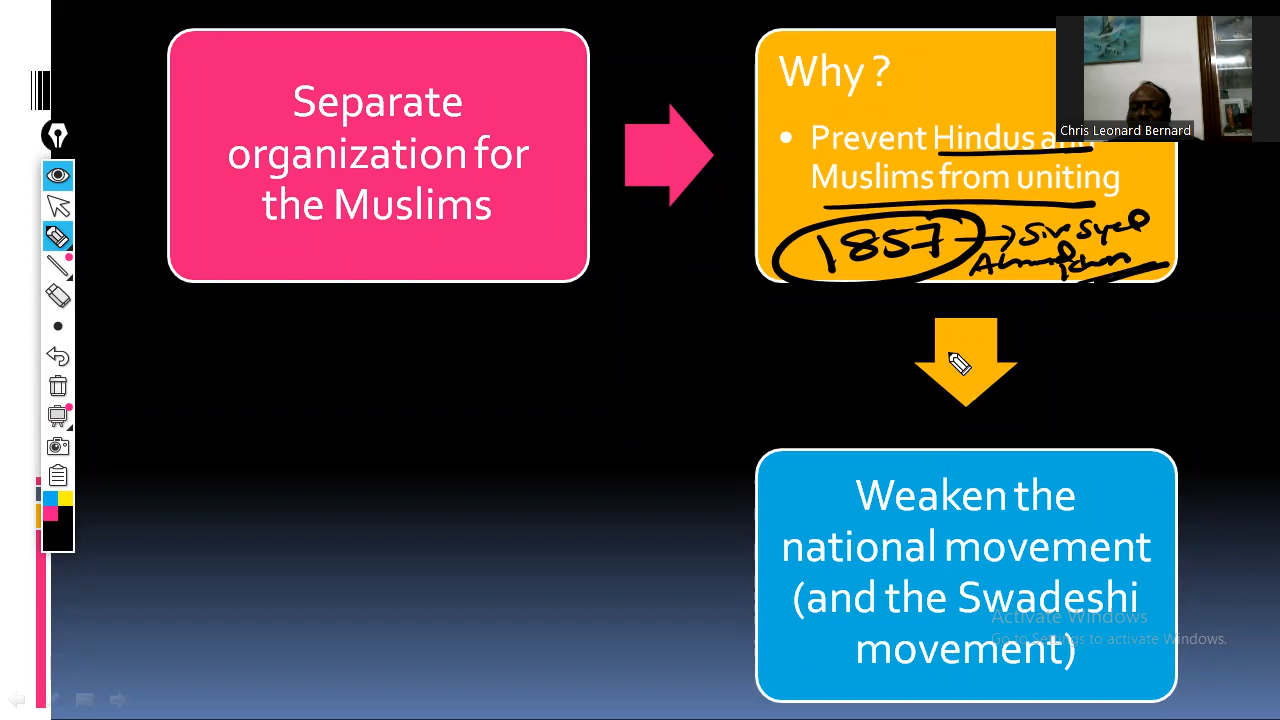 Separate
organization for
the Muslims
Why ?
• Prevent Hindus and
Muslims from uniting
1857 → Sir Syed
Chris Leonard Bernard
Weaken the
national movement
(and the Swadeshi
movement)
Activate Windows
Go to Settings to activate Windows.